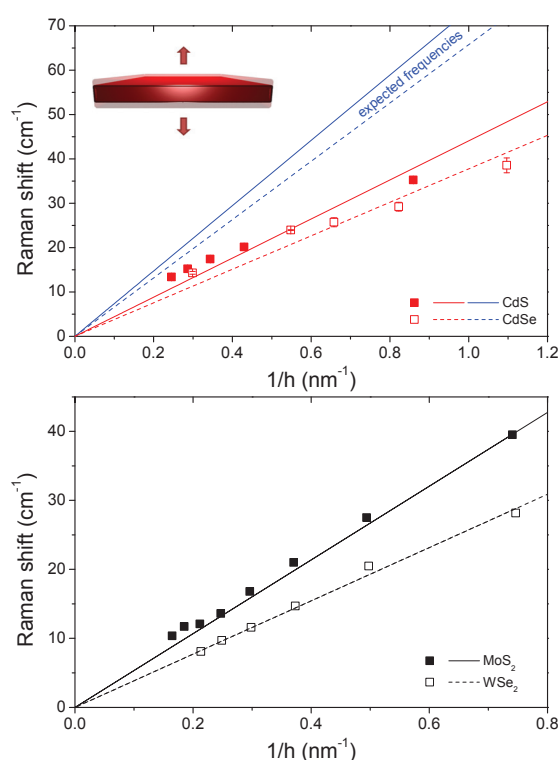 70
60
50
40
30
20
10
0
Raman shift (cm⁻¹)
expected frequencies
CdS
CdSe
0.0 0.2 0.4 0.6 0.8 1.0 1.2
1/h (nm⁻¹)
40
30
20
10
0
Raman shift (cm⁻¹)
MoS₂
WSe₂
0.0 0.2 0.4 0.6 0.8
1/h (nm⁻¹)